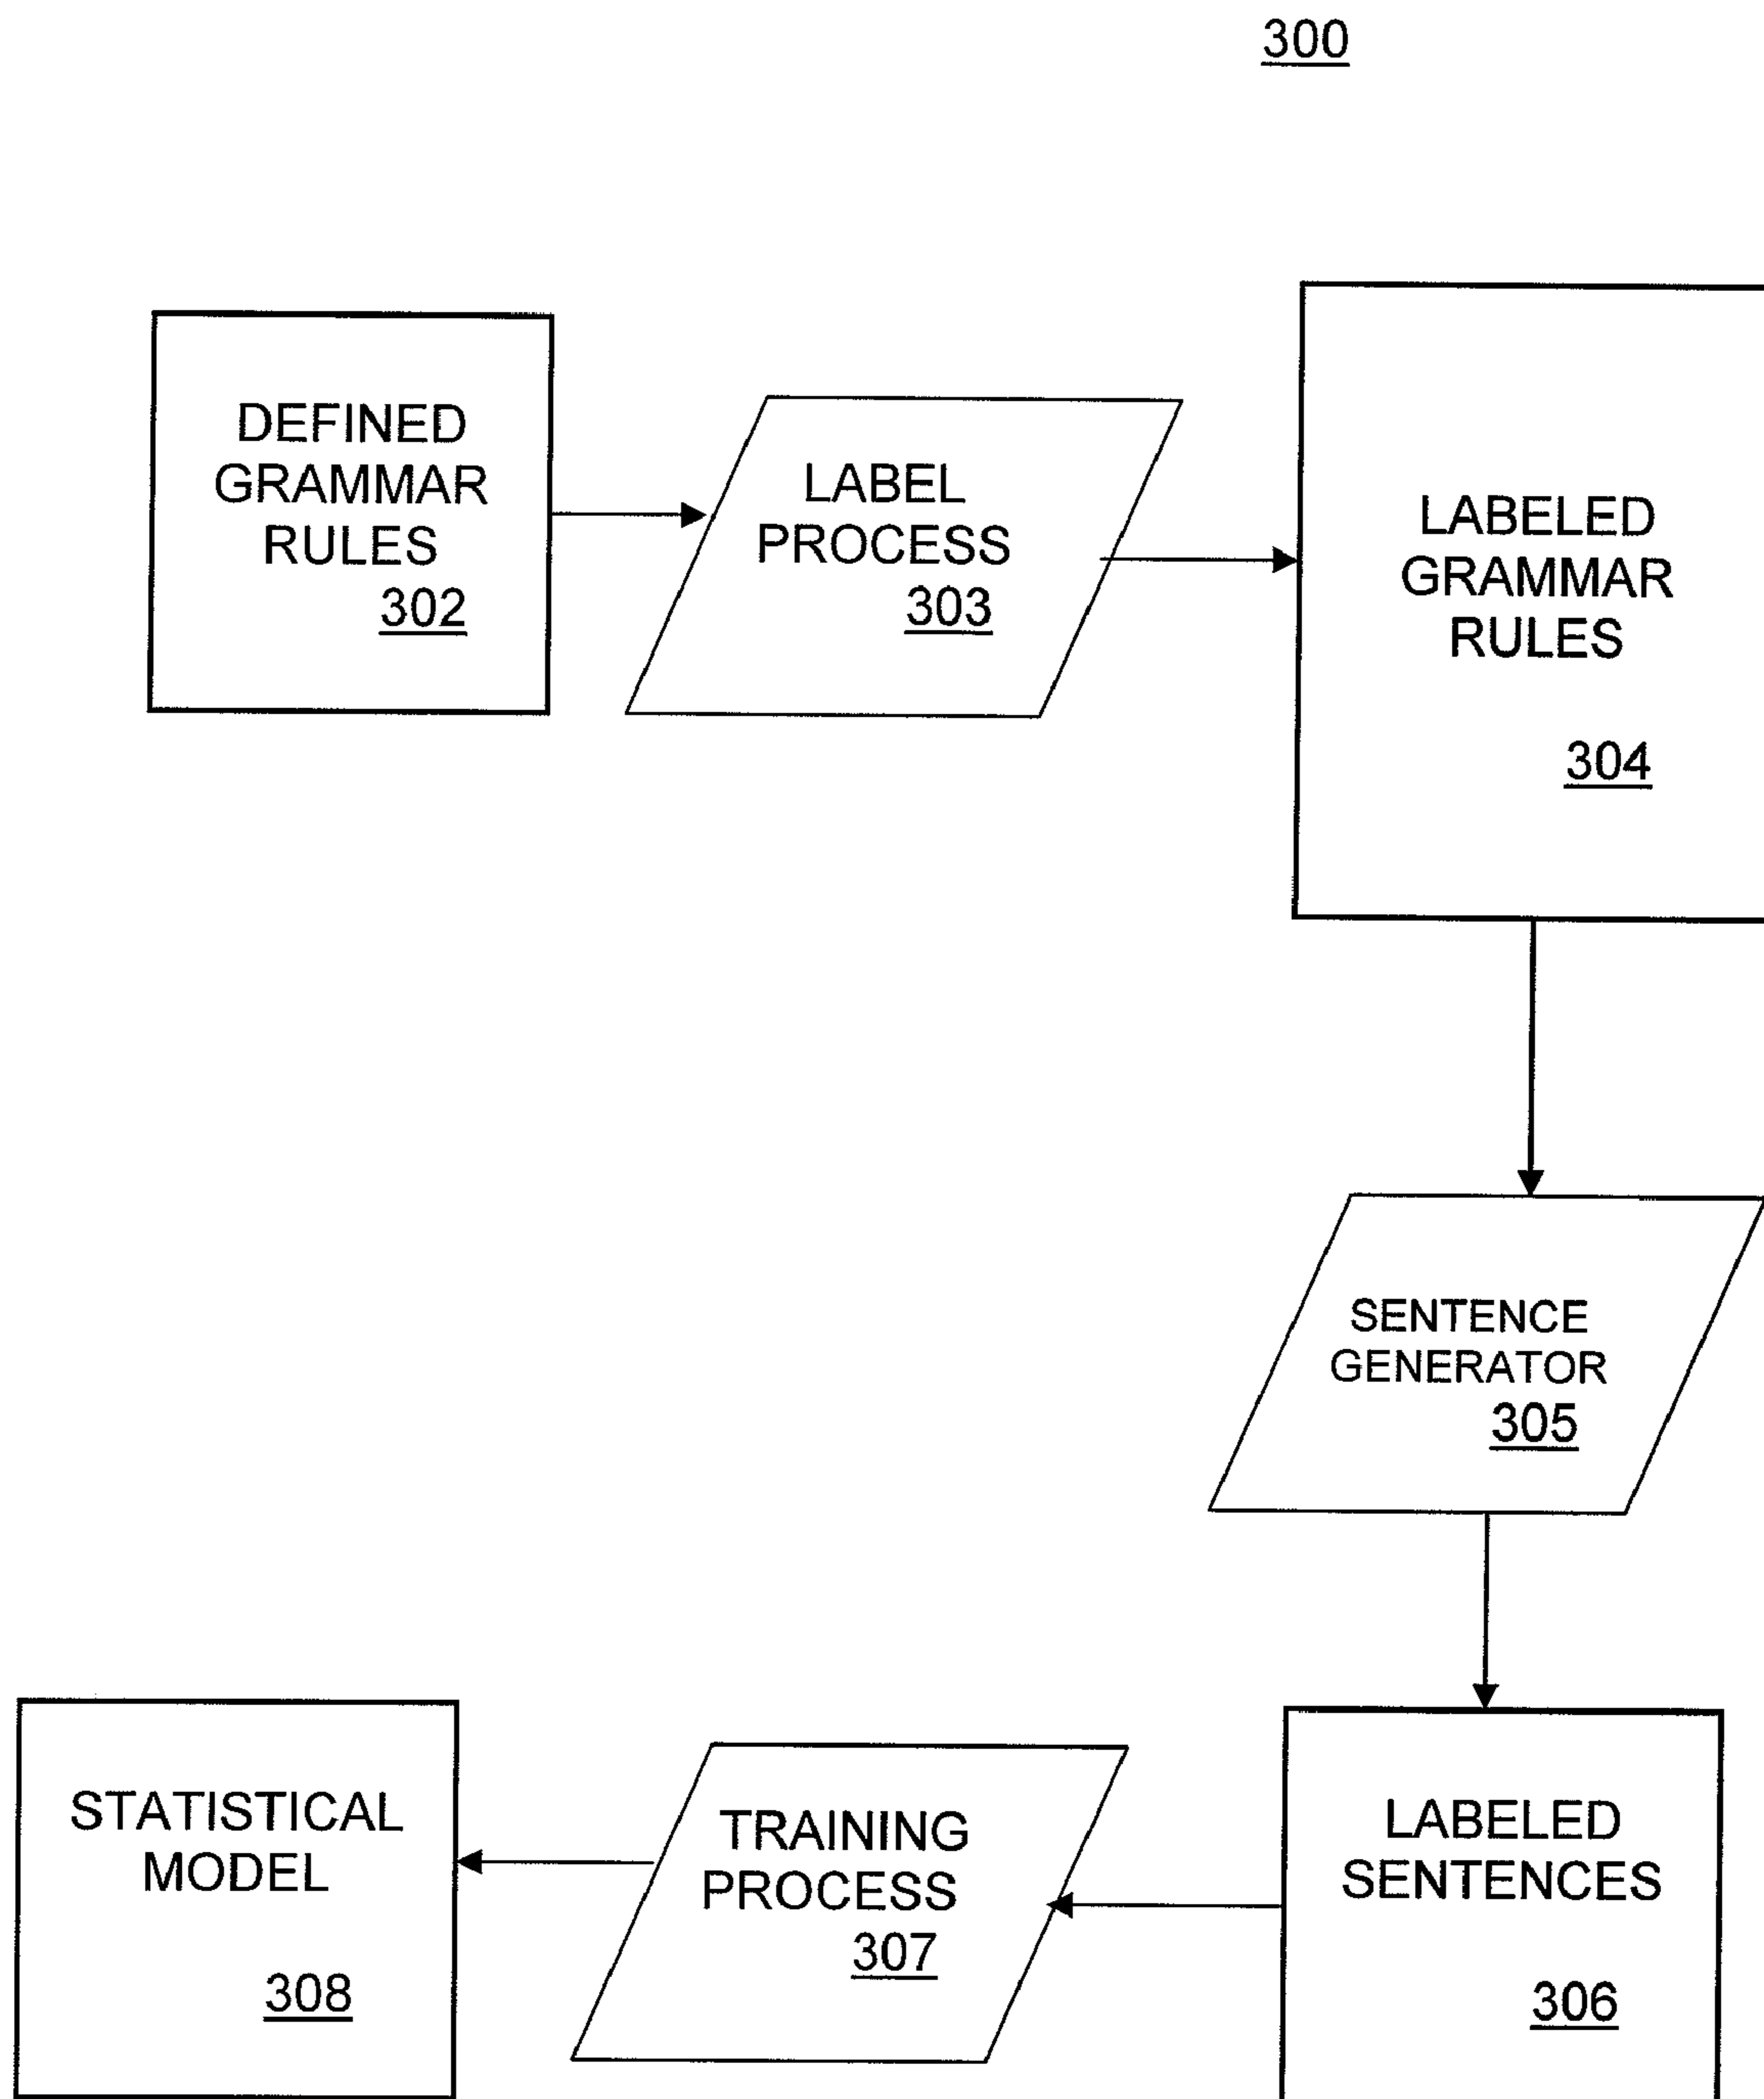 300
DEFINED
GRAMMAR
RULES
302
LABEL
PROCESS
303
LABELED
GRAMMAR
RULES
304
SENTENCE
GENERATOR
305
LABELED
SENTENCES
306
TRAINING
PROCESS
307
STATISTICAL
MODEL
308